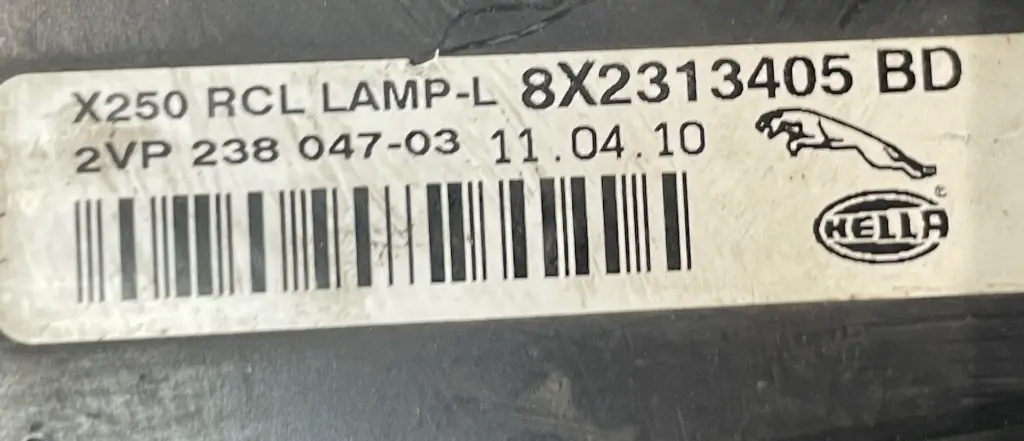 X250 RCL LAMP-L 8X2313405 BD
2VP 238 047-03 11.04.10
HELLA ®